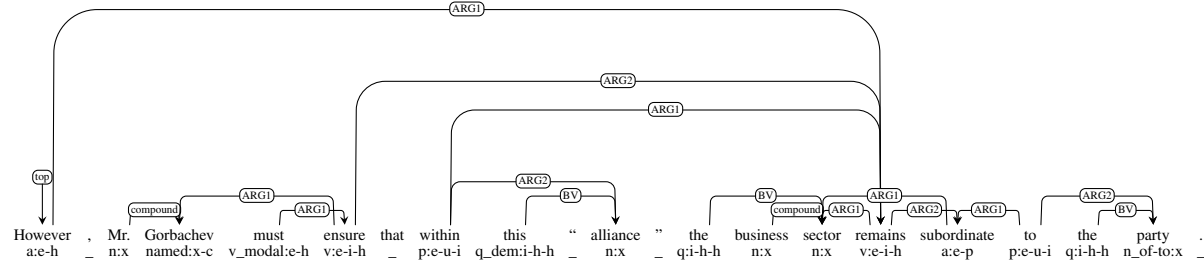 ARG1
ARG2
ARG1
top
compound
ARG1
ARG1
ARG2
BV
BV
compound
ARG1
ARG1
ARG2
ARG1
ARG2
BV
However , Mr. Gorbachev must ensure that within this “ alliance ” the business sector remains subordinate to the party .
a:e-h _ n:x named:x-c v_modal:e-h v:e-i-h _ p:e-u-i q_dem:i-h-h _ n:x _ q:i-h-h n:x n:x v:e-i-h a:e-p p:e-u-i q:i-h-h n_of-to:x _